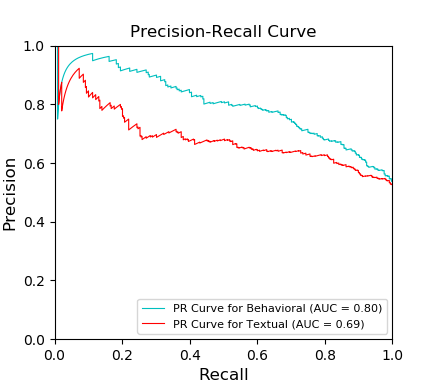 Precision-Recall Curve
Precision
1.0
0.8
0.6
0.4
0.2
0.0
PR Curve for Behavioral (AUC = 0.80)
PR Curve for Textual (AUC = 0.69)
0.0 0.2 0.4 0.6 0.8 1.0
Recall